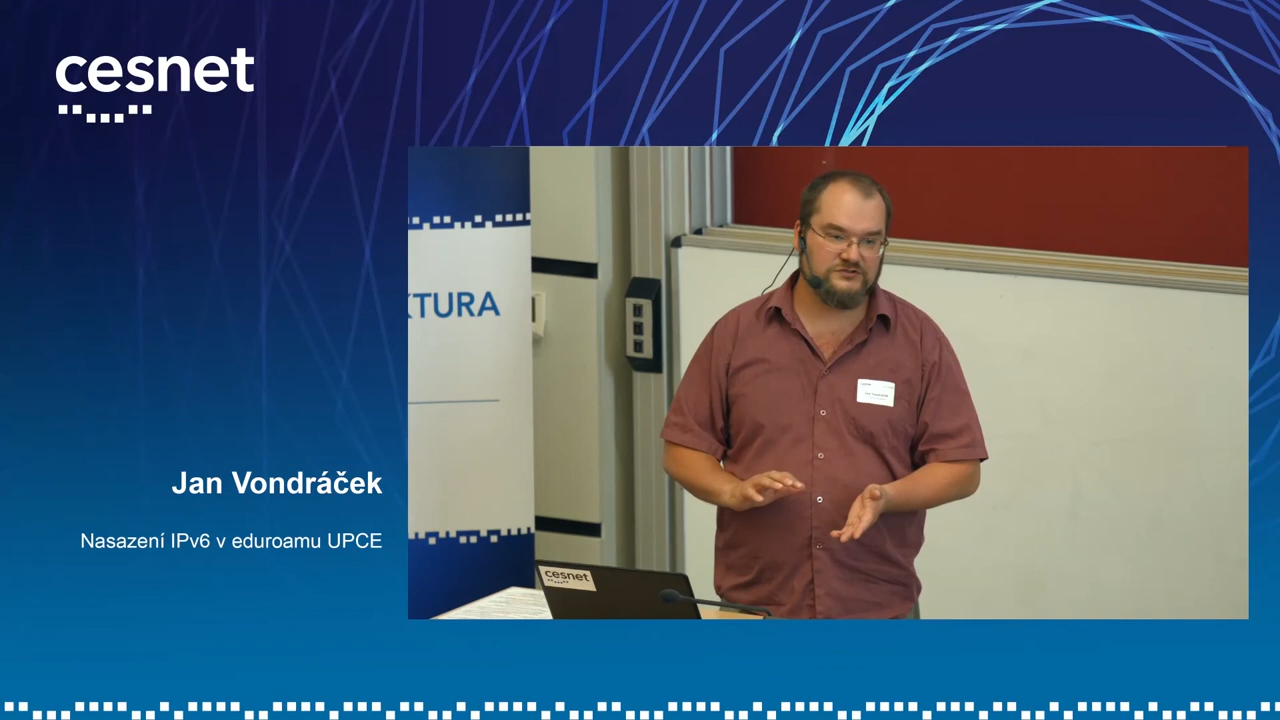 cesnet
KTURA
Jan Vondráček
Nasazení IPv6 v eduroamu UPCE
cesnet